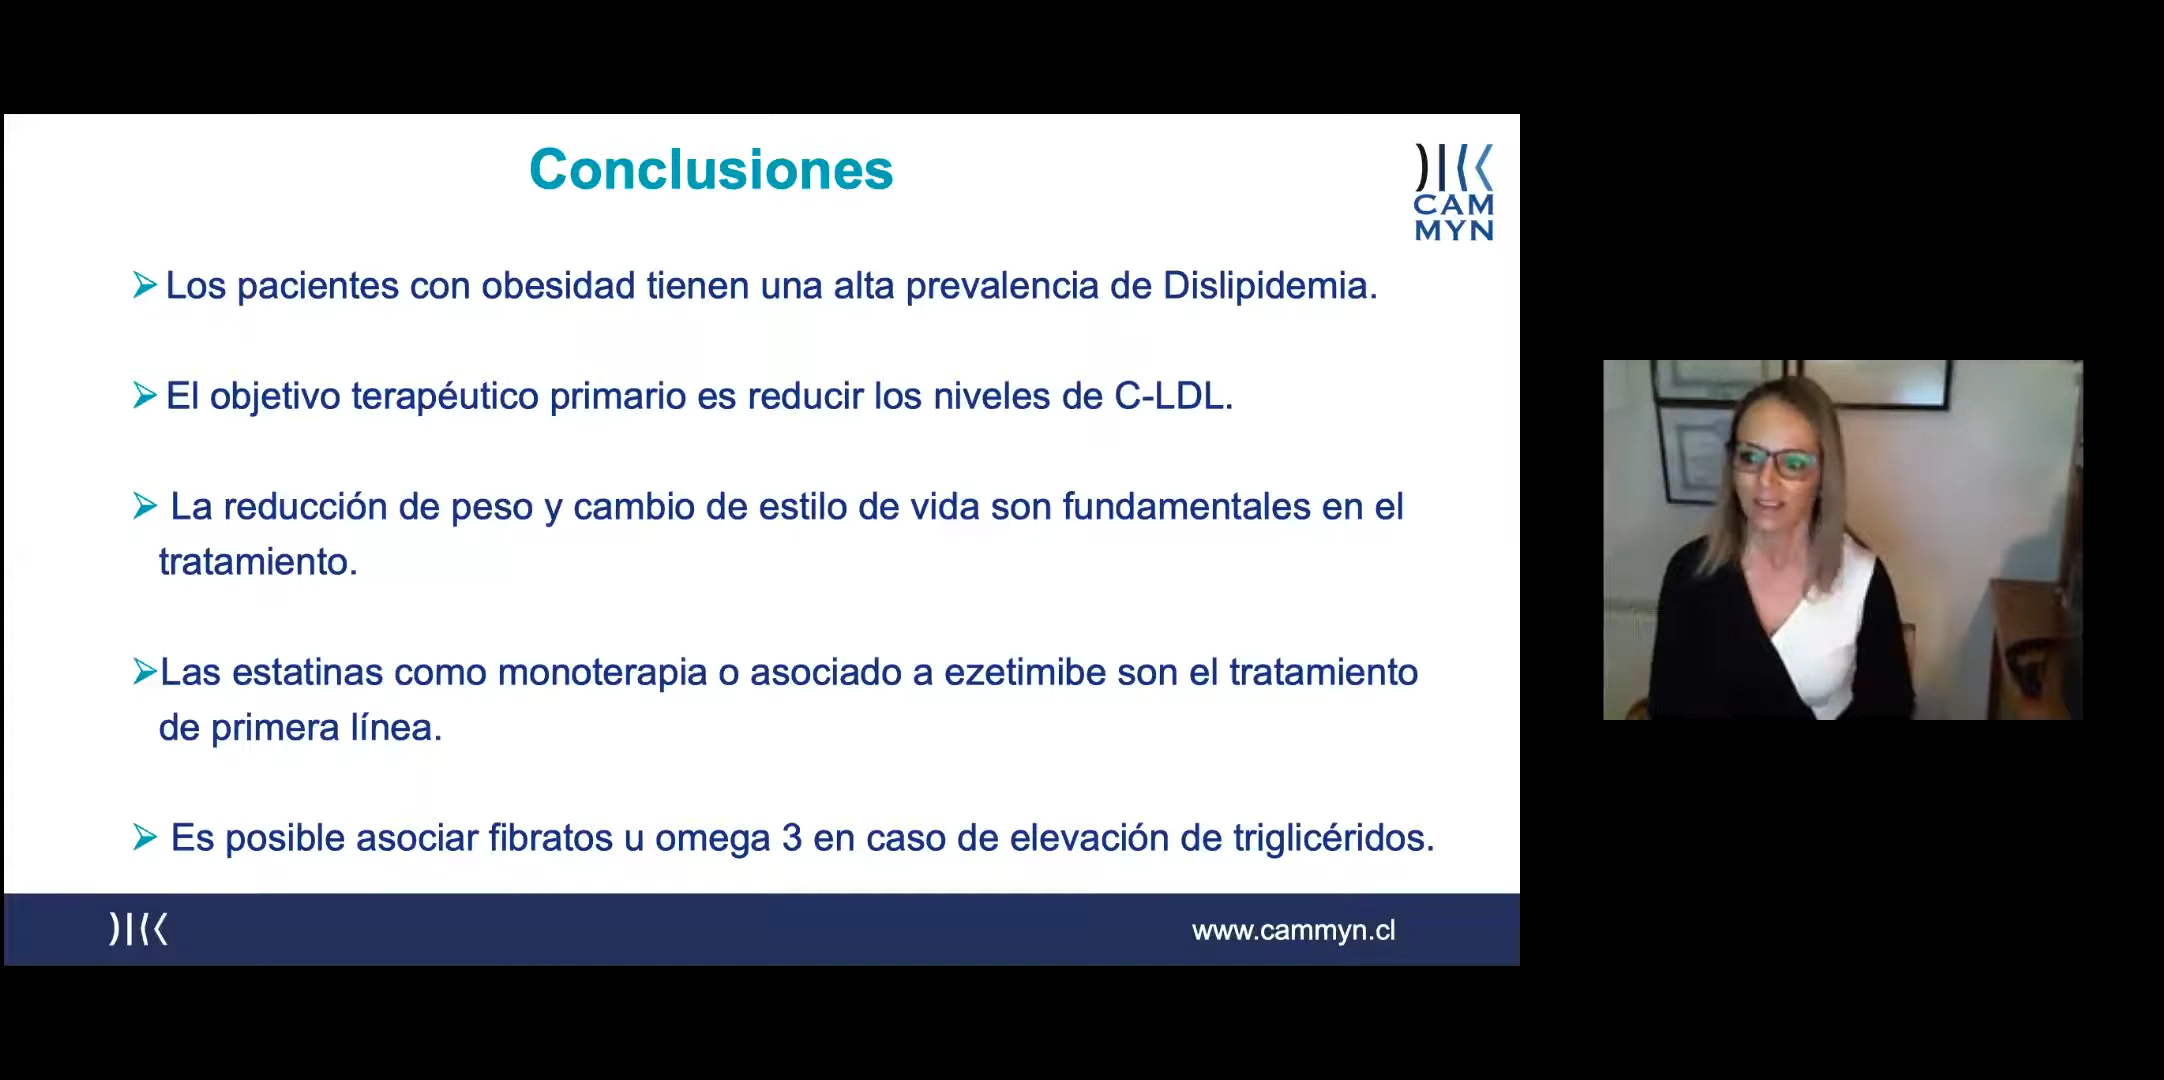 Conclusiones
CAM
MYN
➢ Los pacientes con obesidad tienen una alta prevalencia de Dislipidemia.
➢ El objetivo terapéutico primario es reducir los niveles de C-LDL.
➢ La reducción de peso y cambio de estilo de vida son fundamentales en el
tratamiento.
➢Las estatinas como monoterapia o asociado a ezetimibe son el tratamiento
de primera línea.
➢ Es posible asociar fibratos u omega 3 en caso de elevación de triglicéridos.
www.cammyn.cl